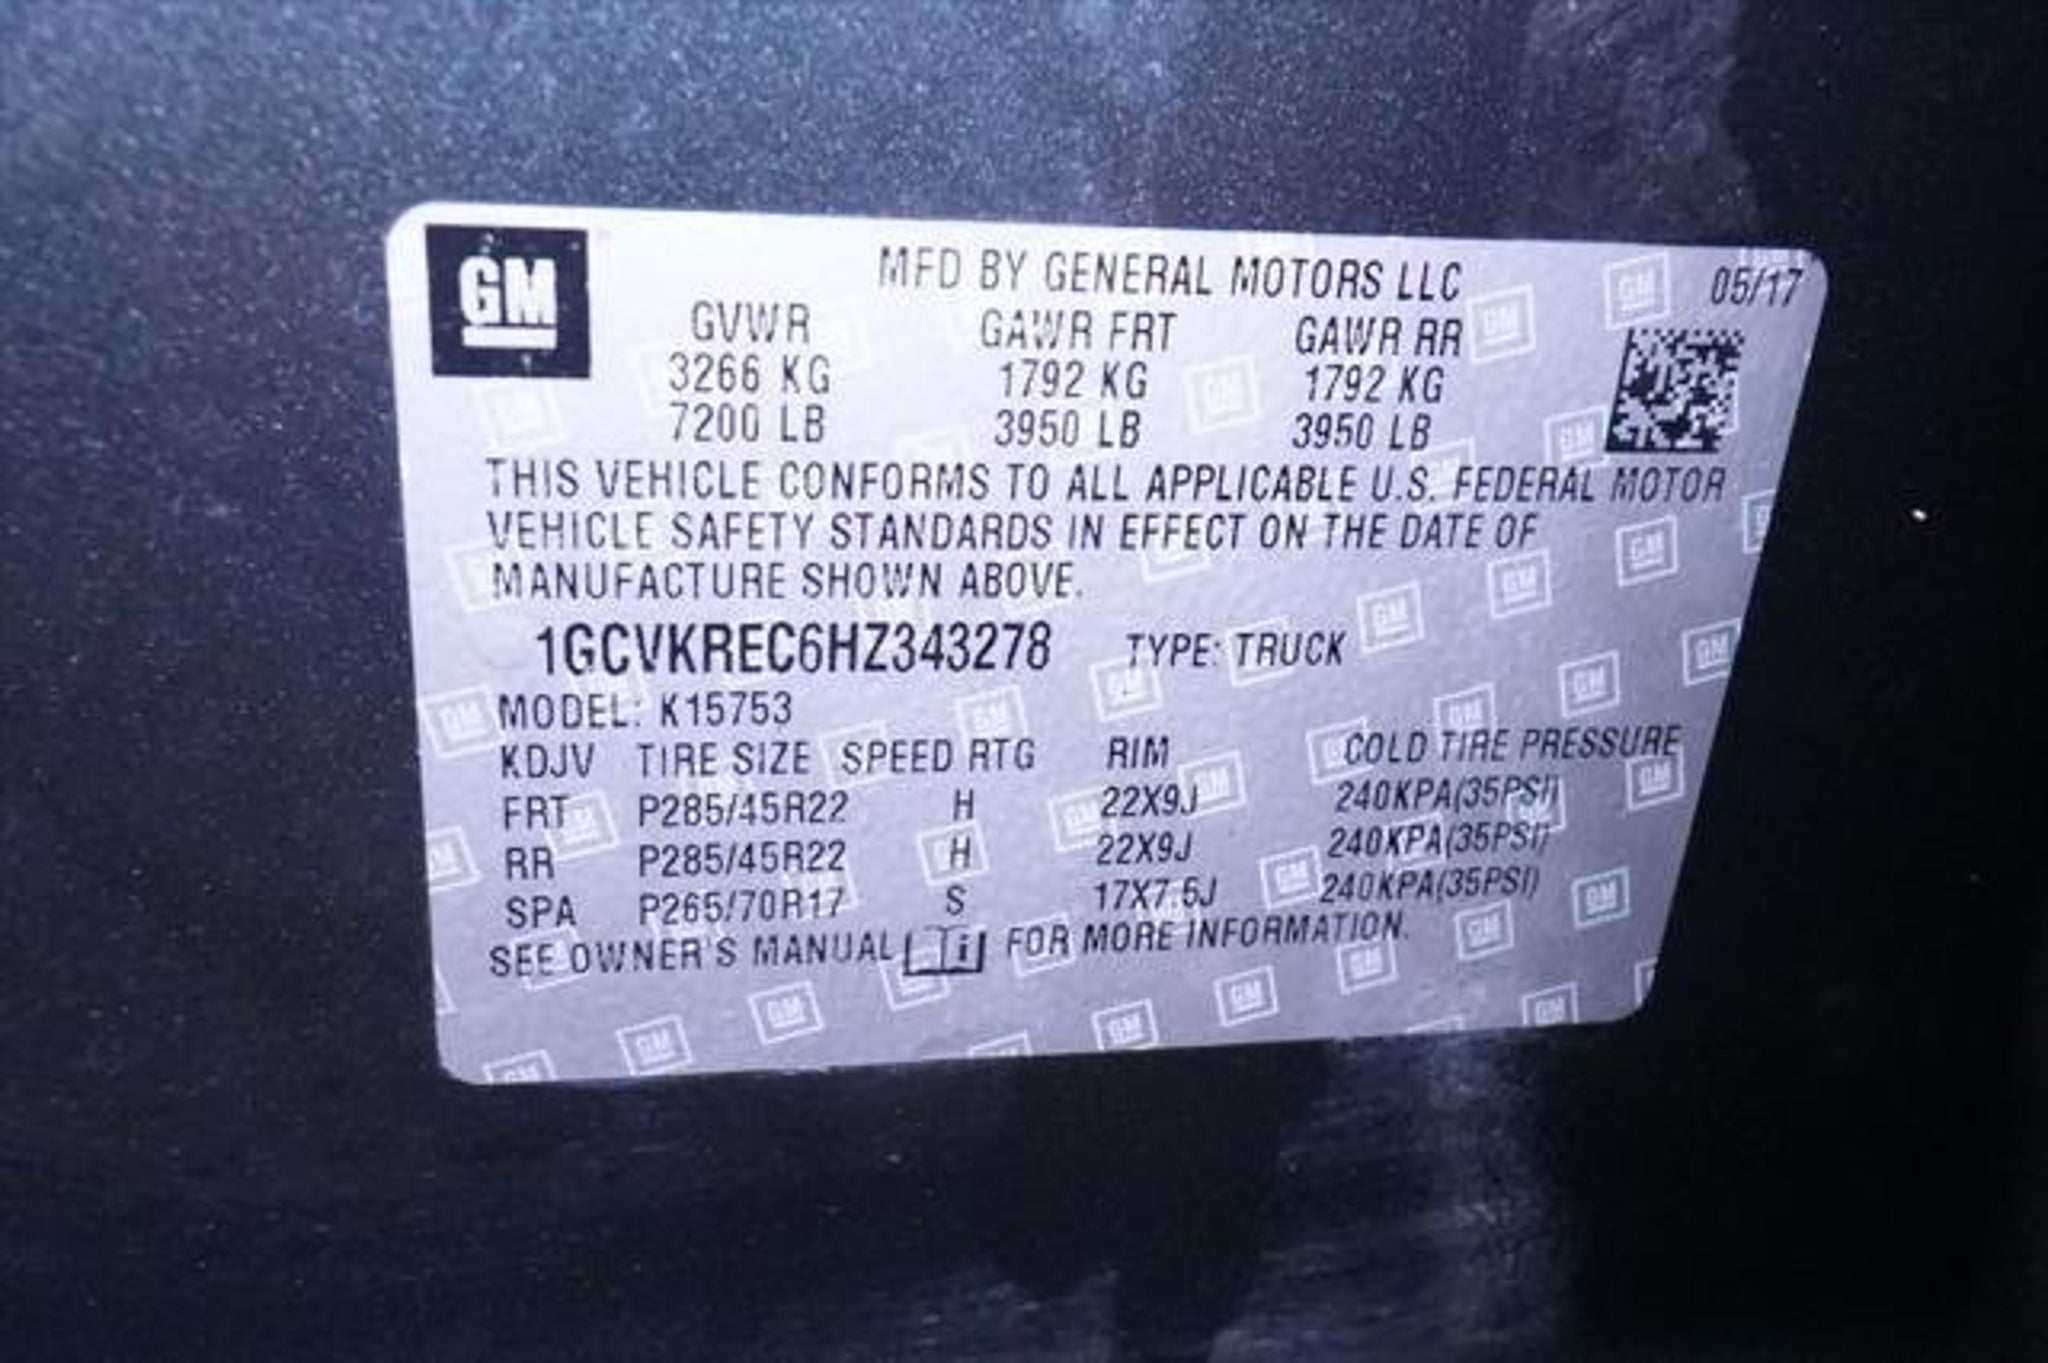 GM
MFD BY GENERAL MOTORS LLC 05/17
GVWR GAWR FRT GAWR RR
3266 KG 1792 KG 1792 KG
7200 LB 3950 LB 3950 LB
THIS VEHICLE CONFORMS TO ALL APPLICABLE U.S. FEDERAL MOTOR
VEHICLE SAFETY STANDARDS IN EFFECT ON THE DATE OF
MANUFACTURE SHOWN ABOVE.
1GCVKREC6HZ343278 TYPE: TRUCK
MODEL: K15753
KDJV TIRE SIZE SPEED RTG RIM COLD TIRE PRESSURE
FRT P285/45R22 H 22X9J 240KPA(35PSI)
RR P285/45R22 H 22X9J 240KPA(35PSI)
SPA P265/70R17 S 17X7.5J 240KPA(35PSI)
SEE OWNER'S MANUAL i FOR MORE INFORMATION.